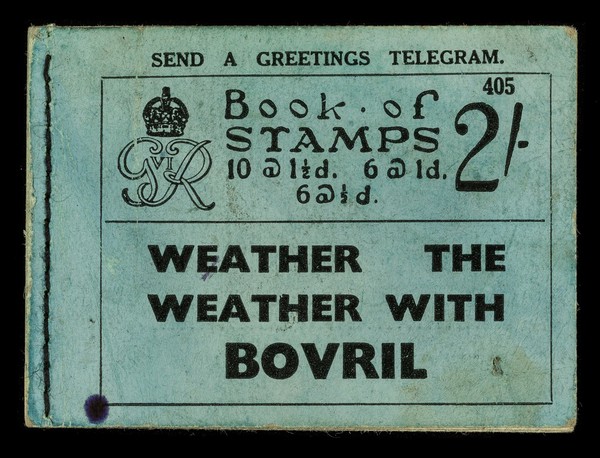 SEND A GREETINGS TELEGRAM.
405
Book · of
STAMPS 2/-
10 @ 1½d. 6 @ 1d.
6 @ ½d.
GVIR
WEATHER THE
WEATHER WITH
BOVRIL